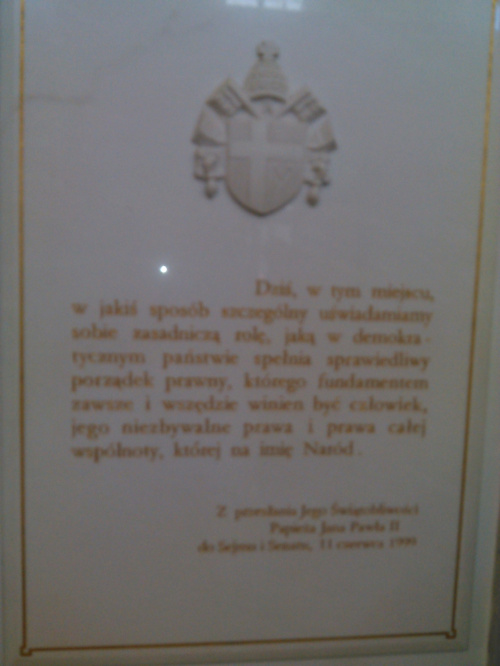 Dziś, w tym miejscu,
w jakiś sposób szczególny uświadamiamy
sobie zasadniczą rolę, jaką w demokra-
tycznym państwie spełnia sprawiedliwy
porządek prawny, którego fundamentem
zawsze i wszędzie winien być człowiek,
jego niezbywalne prawa i prawa całej
wspólnoty, której na imię Naród.
Z przesłania Jego Świątobliwości
Papieża Jana Pawła II
do Sejmu i Senatu, 11 czerwca 1999